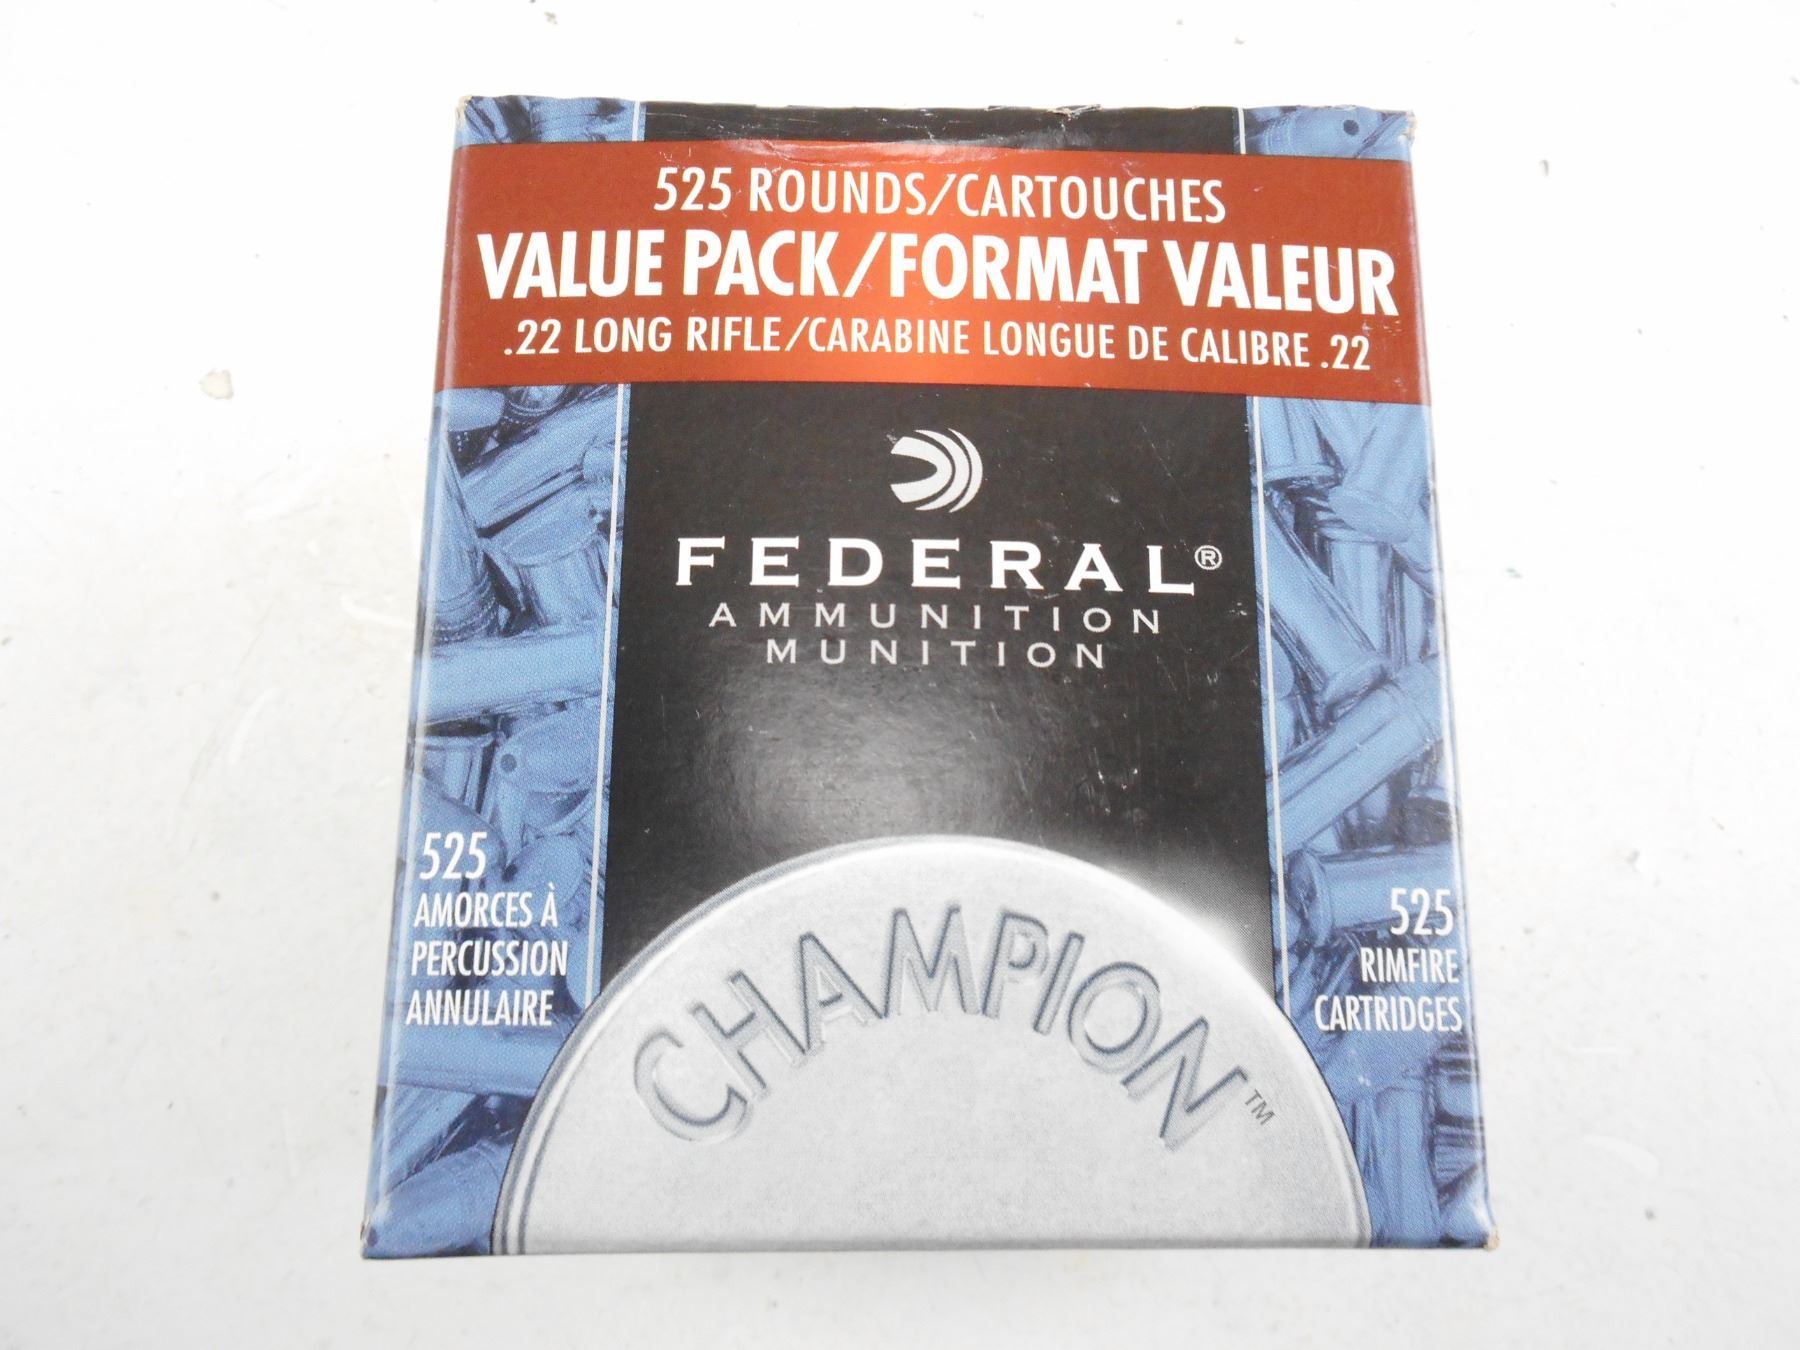 525 ROUNDS/CARTOUCHES
VALUE PACK/FORMAT VALEUR
.22 LONG RIFLE/CARABINE LONGUE DE CALIBRE .22
FEDERAL®
AMMUNITION
MUNITION
525
AMORCES À
PERCUSSION
ANNULAIRE
525
RIMFIRE
CARTRIDGES
CHAMPION™